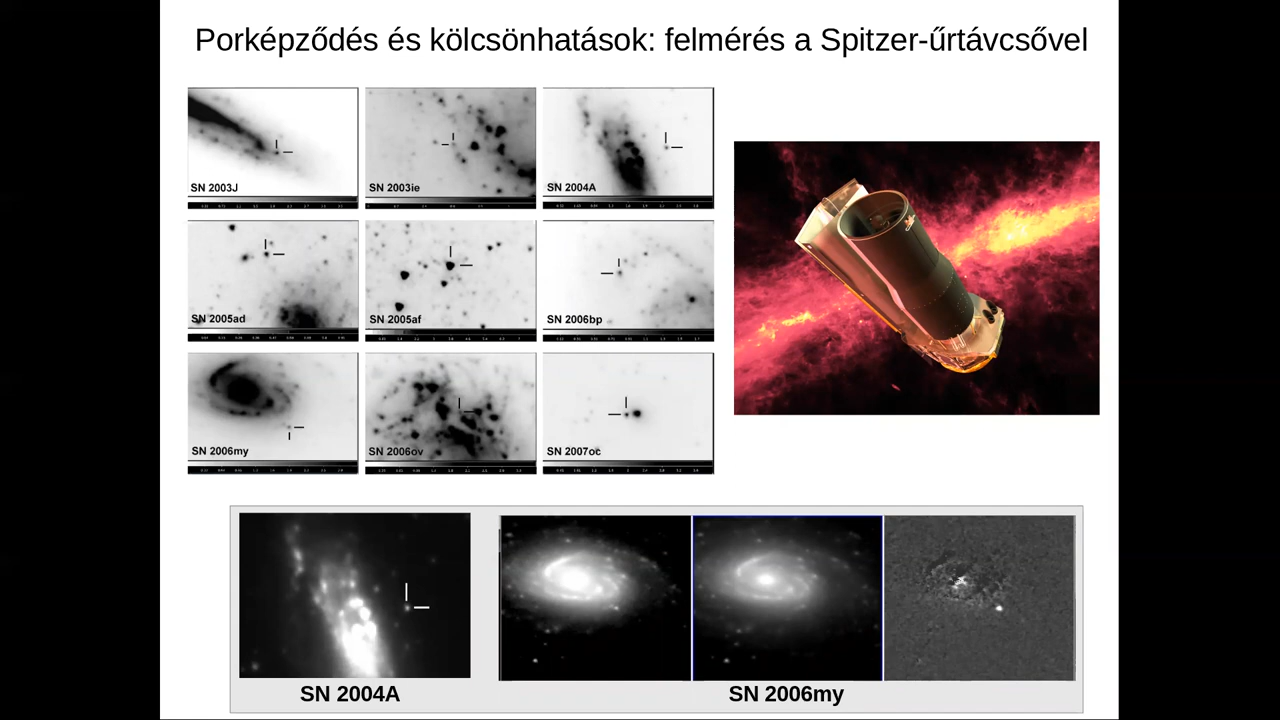 Porképződés és kölcsönhatások: felmérés a Spitzer-űrtávcsővel
SN 2003J
SN 2003ie
SN 2004A
SN 2005ad
SN 2005af
SN 2006bp
SN 2006my
SN 2006ov
SN 2007oc
SN 2004A
SN 2006my